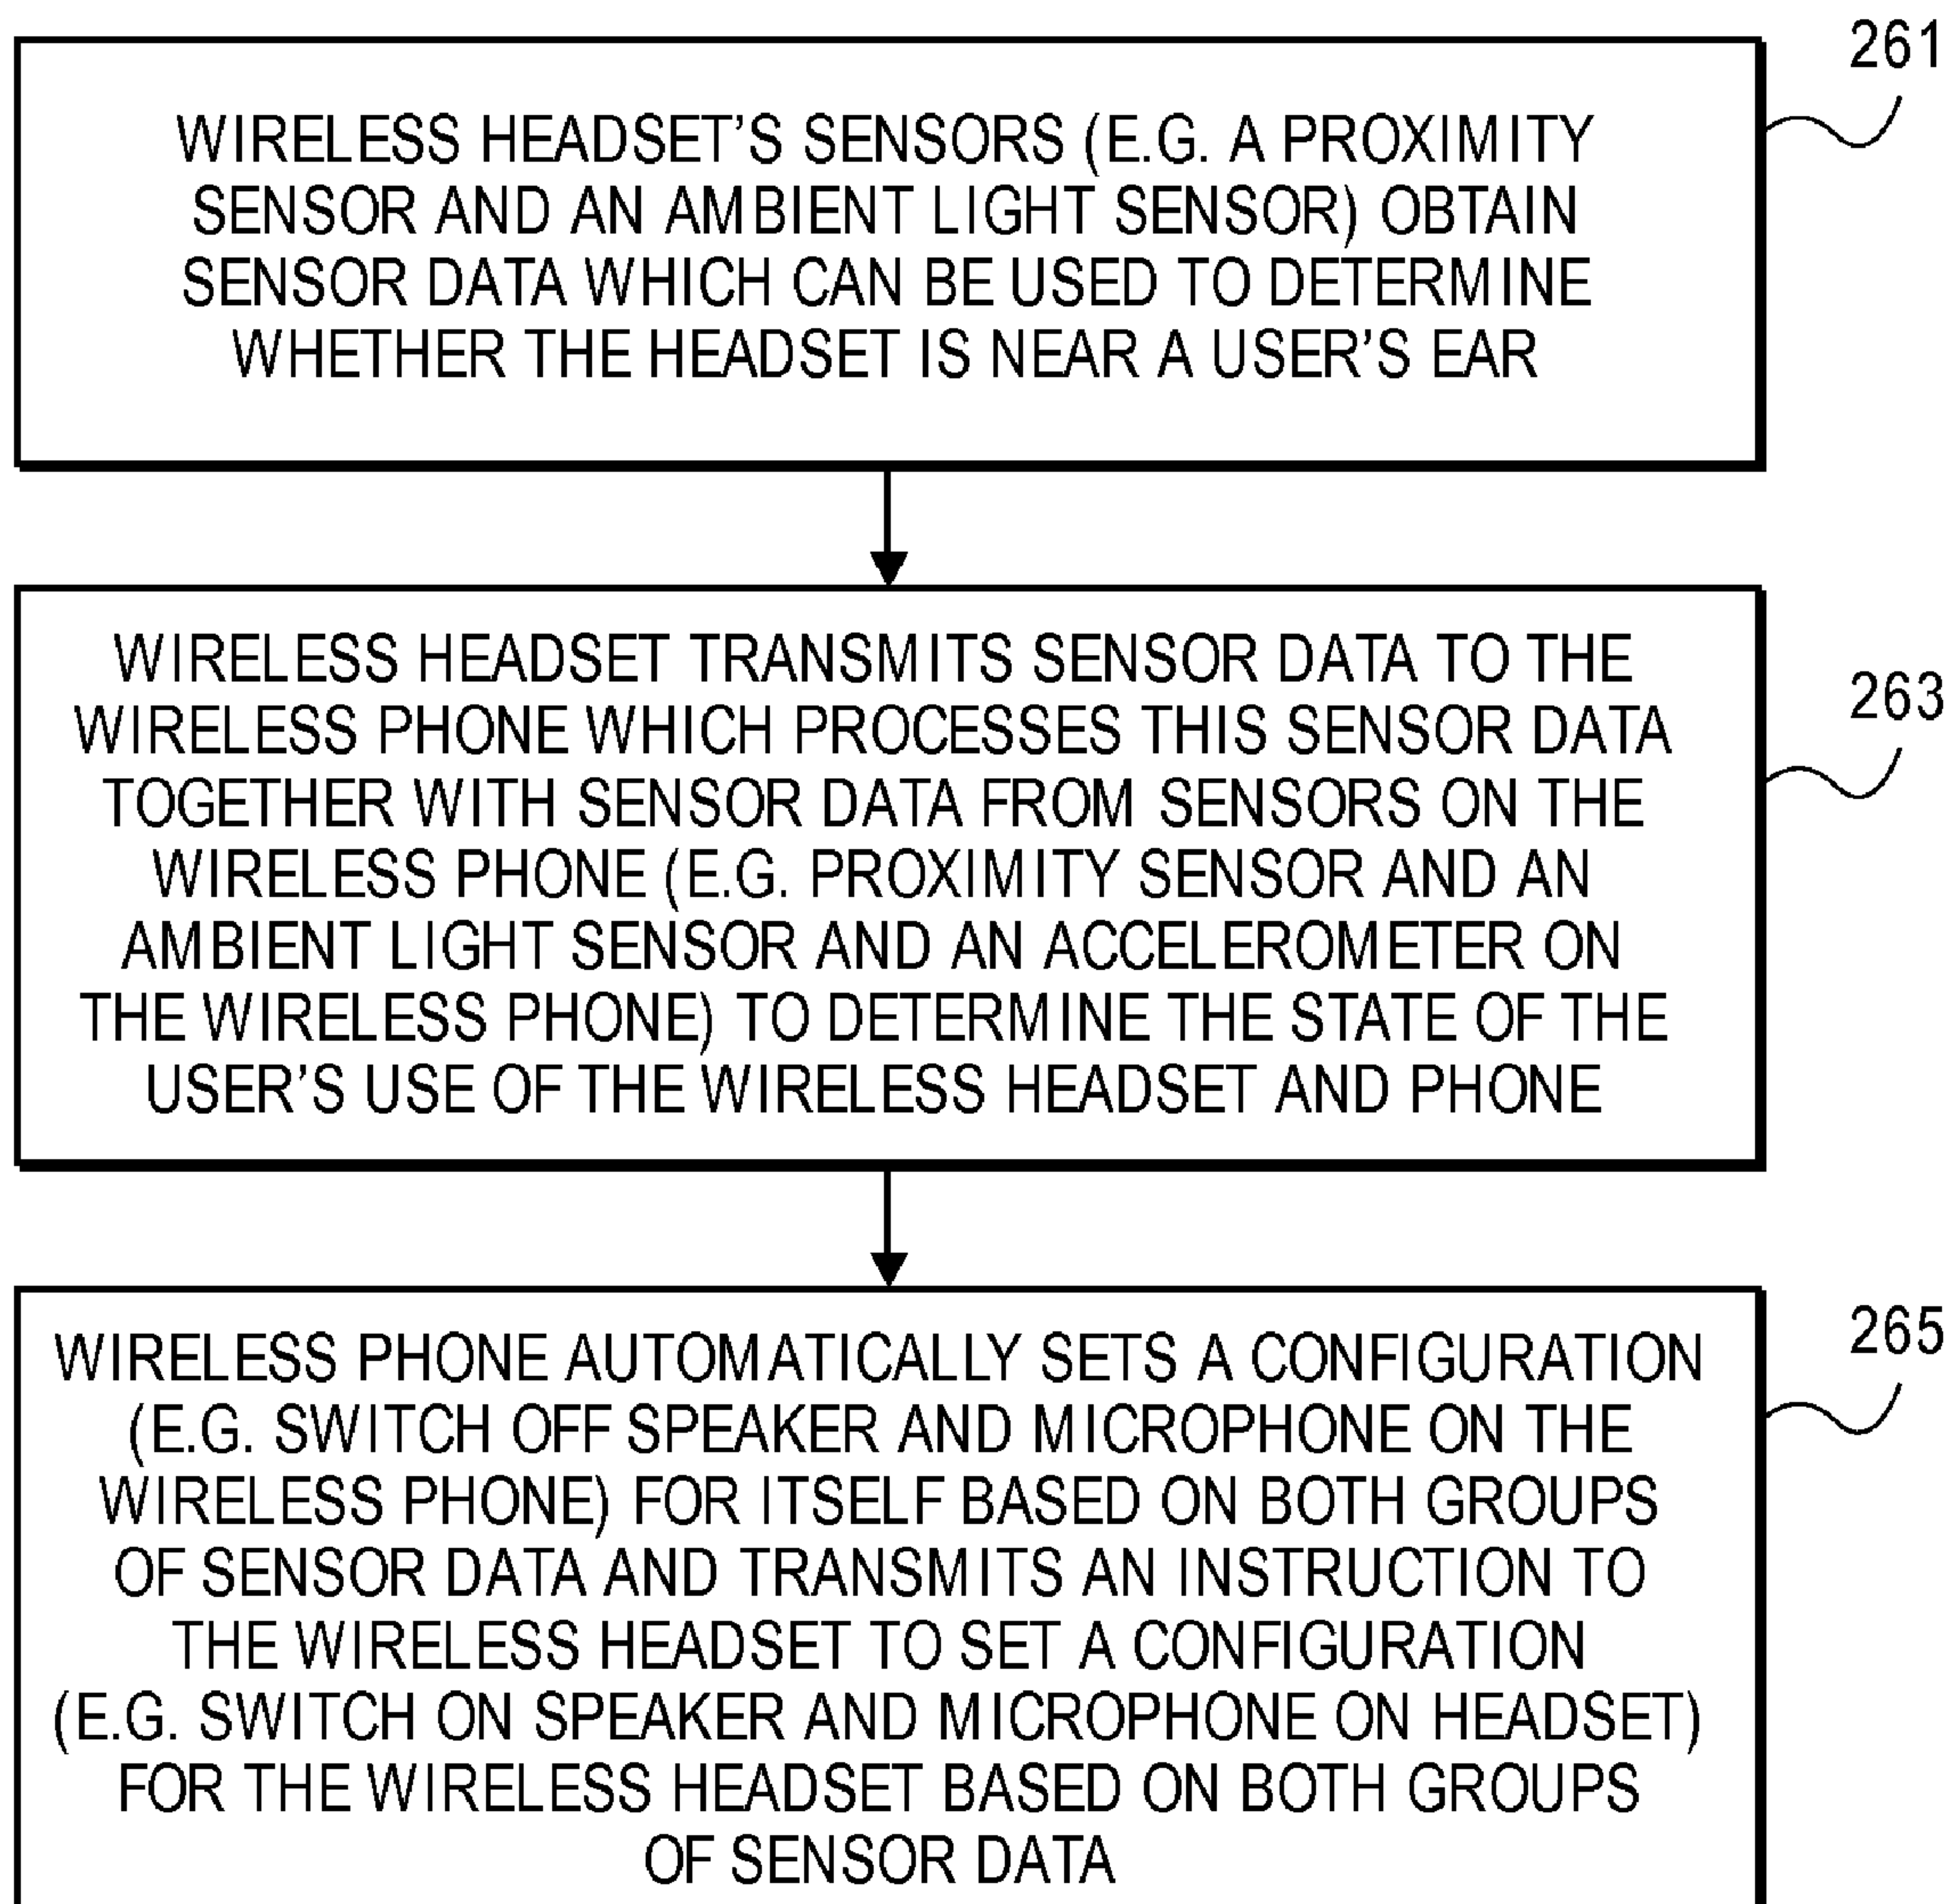 261
WIRELESS HEADSET’S SENSORS (E.G. A PROXIMITY
SENSOR AND AN AMBIENT LIGHT SENSOR) OBTAIN
SENSOR DATA WHICH CAN BE USED TO DETERMINE
WHETHER THE HEADSET IS NEAR A USER’S EAR
263
WIRELESS HEADSET TRANSMITS SENSOR DATA TO THE
WIRELESS PHONE WHICH PROCESSES THIS SENSOR DATA
TOGETHER WITH SENSOR DATA FROM SENSORS ON THE
WIRELESS PHONE (E.G. PROXIMITY SENSOR AND AN
AMBIENT LIGHT SENSOR AND AN ACCELEROMETER ON
THE WIRELESS PHONE) TO DETERMINE THE STATE OF THE
USER’S USE OF THE WIRELESS HEADSET AND PHONE
265
WIRELESS PHONE AUTOMATICALLY SETS A CONFIGURATION
(E.G. SWITCH OFF SPEAKER AND MICROPHONE ON THE
WIRELESS PHONE) FOR ITSELF BASED ON BOTH GROUPS
OF SENSOR DATA AND TRANSMITS AN INSTRUCTION TO
THE WIRELESS HEADSET TO SET A CONFIGURATION
(E.G. SWITCH ON SPEAKER AND MICROPHONE ON HEADSET)
FOR THE WIRELESS HEADSET BASED ON BOTH GROUPS
OF SENSOR DATA